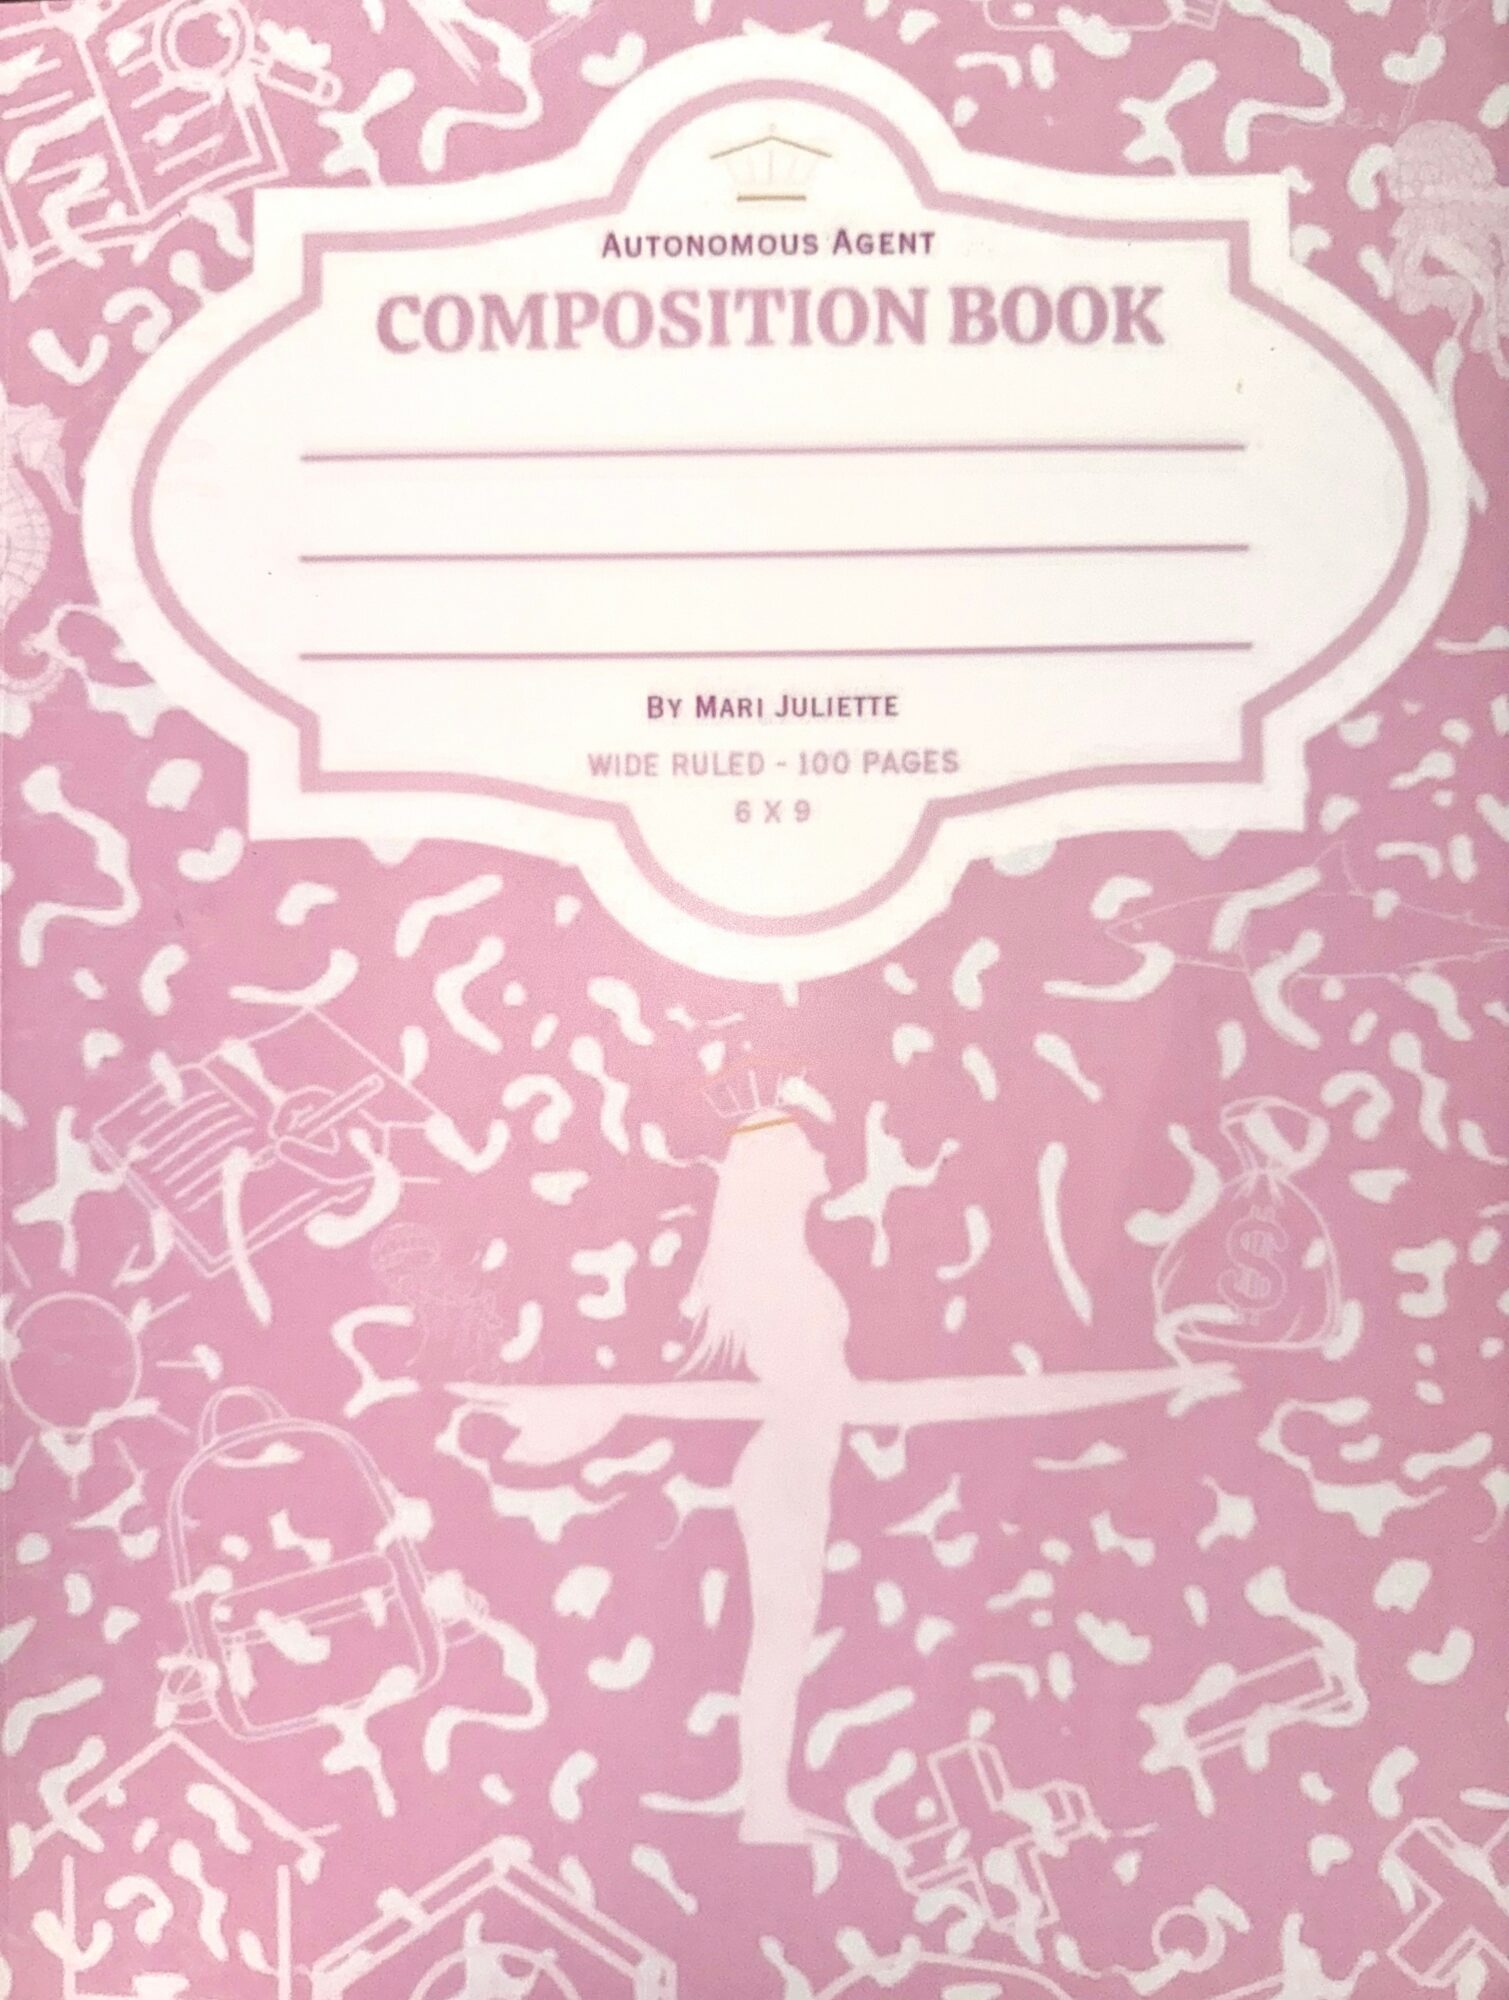 AUTONOMOUS AGENT
COMPOSITION BOOK
BY MARI JULIETTE
WIDE RULED - 100 PAGES
6 X 9
$